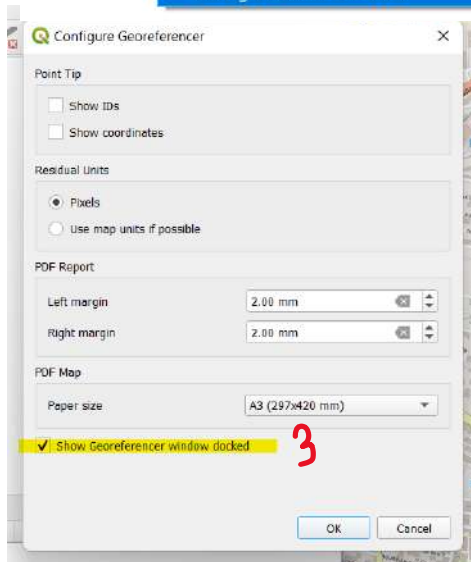 Configure Georeferencer
Point Tip
Show IDs
Show coordinates
Residual Units
Pixels
Use map units if possible
PDF Report
Left margin 2.00 mm
Right margin 2.00 mm
PDF Map
Paper size A3 (297x420 mm)
Show Georeferencer window docked
3
OK Cancel